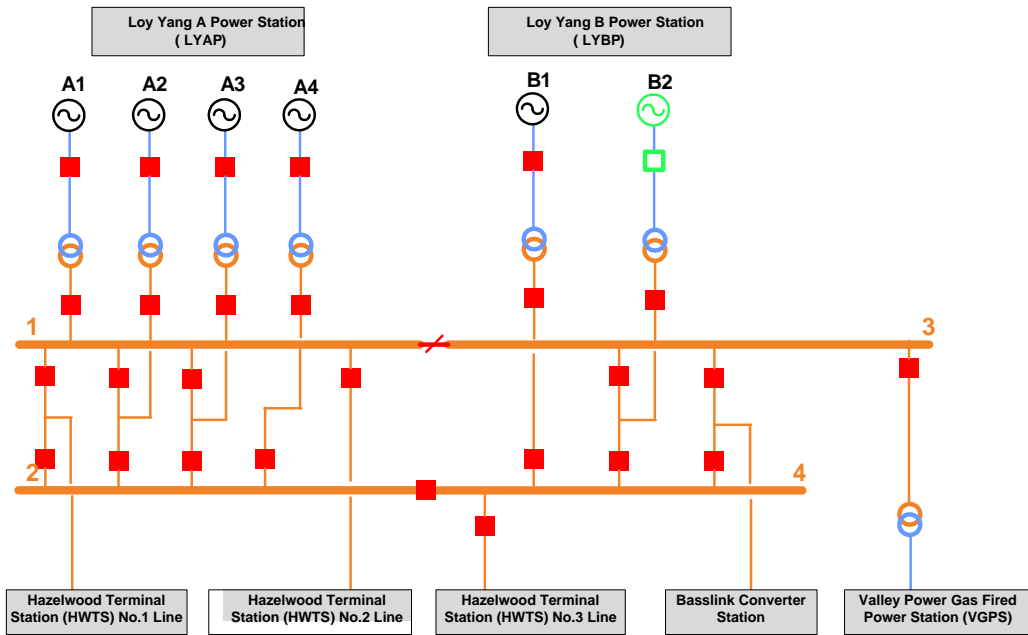 Loy Yang A Power Station
( LYAP)
Loy Yang B Power Station
( LYBP)
A1
A2
A3
A4
B1
B2
1
3
2
4
Hazelwood Terminal
Station (HWTS) No.1 Line
Hazelwood Terminal
Station (HWTS) No.2 Line
Hazelwood Terminal
Station (HWTS) No.3 Line
Basslink Converter
Station
Valley Power Gas Fired
Power Station (VGPS)